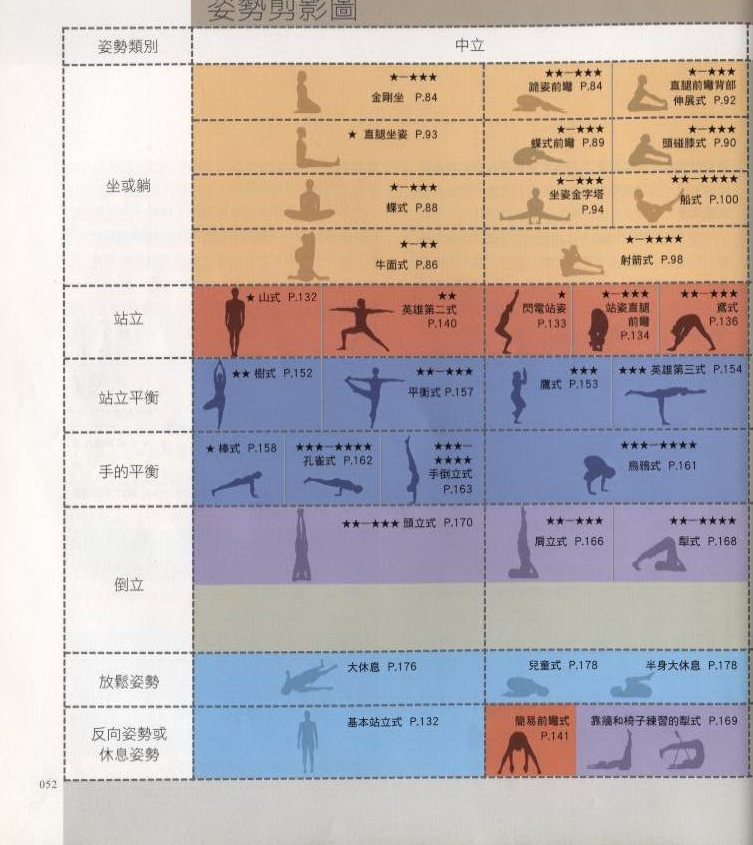 姿勢剪影圖
姿勢類別
中立
坐或躺
★—★★★
金剛坐 P.84
★★—★★★
跪姿前彎 P.84
★—★★★
直腿前彎背部
伸展式 P.92
★ 直腿坐姿 P.93
★—★★★
蝶式前彎 P.89
★—★★★
頭碰膝式 P.90
★—★★★
蝶式 P.88
★—★★★
坐姿金字塔
P.94
★★—★★★★
船式 P.100
★—★★
牛面式 P.86
★—★★★★
射箭式 P.98
站立
★ 山式 P.132
★★
英雄第二式
P.140
★
閃電站姿
P.133
★—★★★
站姿直腿
前彎
P.134
★★—★★★
鳶式
P.136
站立平衡
★★ 樹式 P.152
★★—★★★
平衡式 P.157
★★★
鷹式 P.153
★★★ 英雄第三式 P.154
手的平衡
★ 棒式 P.158
★★★—★★★★
孔雀式 P.162
★★★—
★★★★
手倒立式
P.163
★★★—★★★★
烏鴉式 P.161
倒立
★★—★★★ 頭立式 P.170
★★—★★★
肩立式 P.166
★★—★★★★
犁式 P.168
放鬆姿勢
大休息 P.176
兒童式 P.178
半身大休息 P.178
反向姿勢或
休息姿勢
基本站立式 P.132
簡易前彎式
P.141
靠牆和椅子練習的犁式 P.169
052